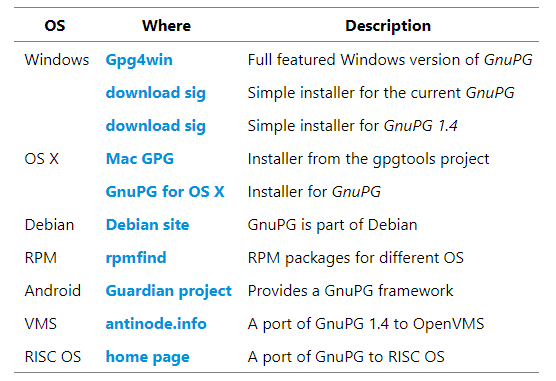 OS Where Description
Windows Gpg4win Full featured Windows version of GnuPG
download sig Simple installer for the current GnuPG
download sig Simple installer for GnuPG 1.4
OS X Mac GPG Installer from the gpgtools project
GnuPG for OS X Installer for GnuPG
Debian Debian site GnuPG is part of Debian
RPM rpmfind RPM packages for different OS
Android Guardian project Provides a GnuPG framework
VMS antinode.info A port of GnuPG 1.4 to OpenVMS
RISC OS home page A port of GnuPG to RISC OS